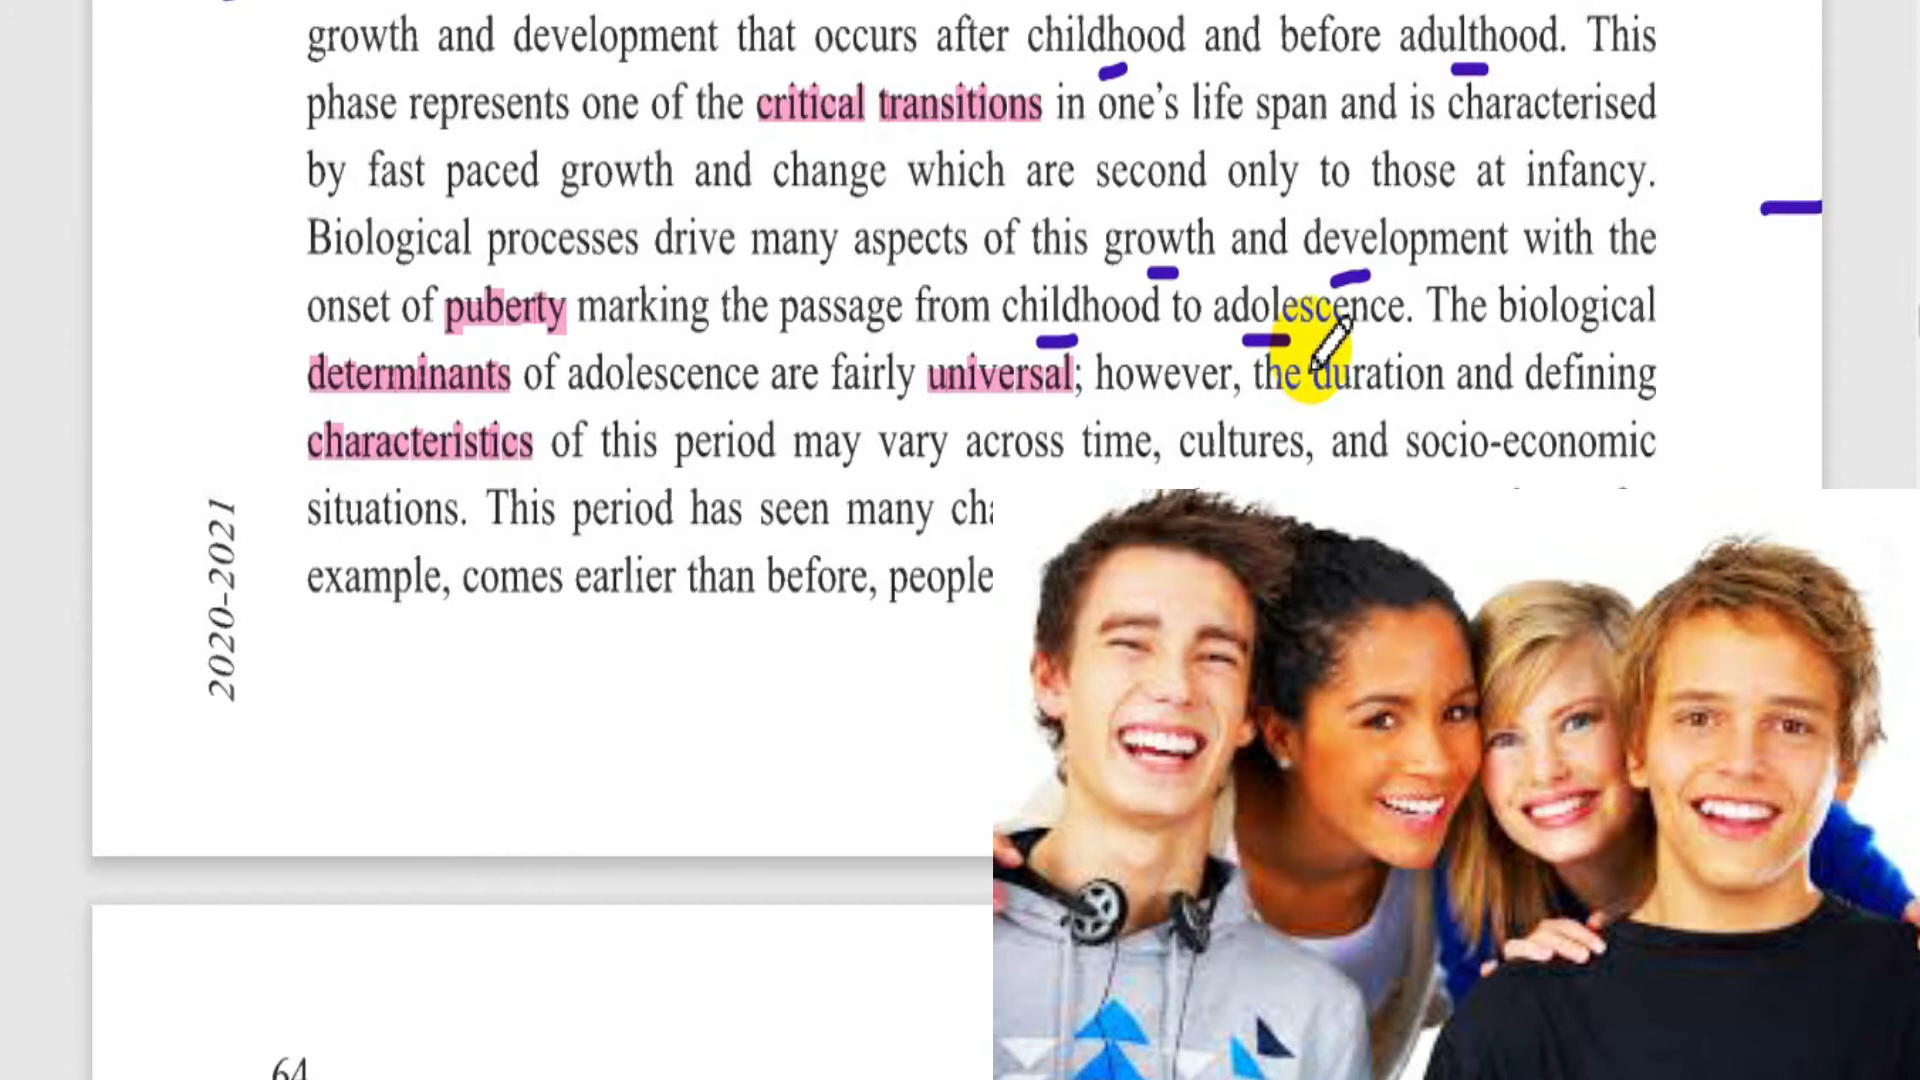 growth and development that occurs after childhood and before adulthood. This
phase represents one of the critical transitions in one's life span and is characterised
by fast paced growth and change which are second only to those at infancy.
Biological processes drive many aspects of this growth and development with the
onset of puberty marking the passage from childhood to adolescence. The biological
determinants of adolescence are fairly universal; however, the duration and defining
characteristics of this period may vary across time, cultures, and socio-economic
situations. This period has seen many
example, comes earlier than before, people
2020-2021
64